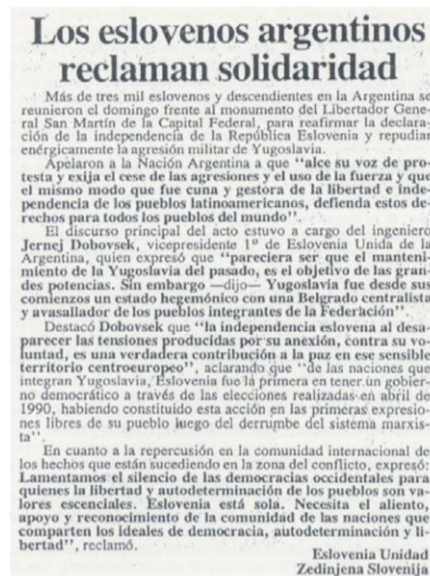 Los eslovenos argentinos
reclaman solidaridad
Más de tres mil eslovenos y descendientes en la Argentina se
reunieron el domingo frente al monumento del Libertador Gene-
ral San Martín de la Capital Federal, para reafirmar la declara-
ción de la independencia de la República Eslovenia y repudiar
enérgicamente la agresión militar de Yugoslavia.
Apelaron a la Nación Argentina a que “alce su voz de pro-
testa y exija el cese de las agresiones y el uso de la fuerza y que
el mismo modo que fue cuna y gestora de la libertad e inde-
pendencia de los pueblos latinoamericanos, defienda estos de-
rechos para todos los pueblos del mundo”.
El discurso principal del acto estuvo a cargo del ingeniero
Jernej Dobovsek, vicepresidente 1º de Eslovenia Unida de la
Argentina, quien expresó que “pareciera ser que el manteni-
miento de la Yugoslavia del pasado, es el objetivo de las gran-
des potencias. Sin embargo —dijo— Yugoslavia fue desde sus
comienzos un estado hegemónico con una Belgrado centralista
y avasallador de los pueblos integrantes de la Federación”.
Destacó Dobovsek que “la independencia eslovena al desa-
parecer las tensiones producidas por su anexión, contra su vo-
luntad, es una verdadera contribución a la paz en ese sensible
territorio centroeuropeo”, aclarando que “de las naciones que
integran Yugoslavia, Eslovenia fue la primera en tener un gobier-
no democrático a través de las elecciones realizadas en abril de
1990, habiendo constituido esta acción en las primeras expresio-
nes libres de su pueblo luego del derrumbe del sistema marxis-
ta”.
En cuanto a la repercusión en la comunidad internacional de
los hechos que están sucediendo en la zona del conflicto, expresó:
Lamentamos el silencio de las democracias occidentales para
quienes la libertad y autodeterminación de los pueblos son va-
lores escenciales. Eslovenia está sola. Necesita el aliento,
apoyo y reconocimiento de la comunidad de las naciones que
comparten los ideales de democracia, autodeterminación y li-
bertad”, reclamó.
Eslovenia Unidad
Zedinjena Slovenija